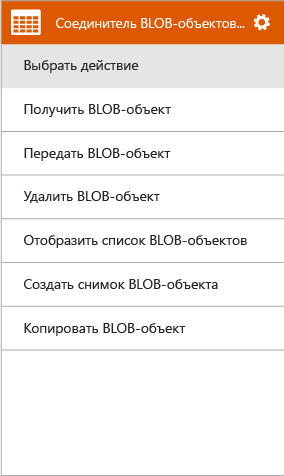 Соединитель BLOB-объектов...
Выбрать действие
Получить BLOB-объект
Передать BLOB-объект
Удалить BLOB-объект
Отобразить список BLOB-объектов
Создать снимок BLOB-объекта
Копировать BLOB-объект